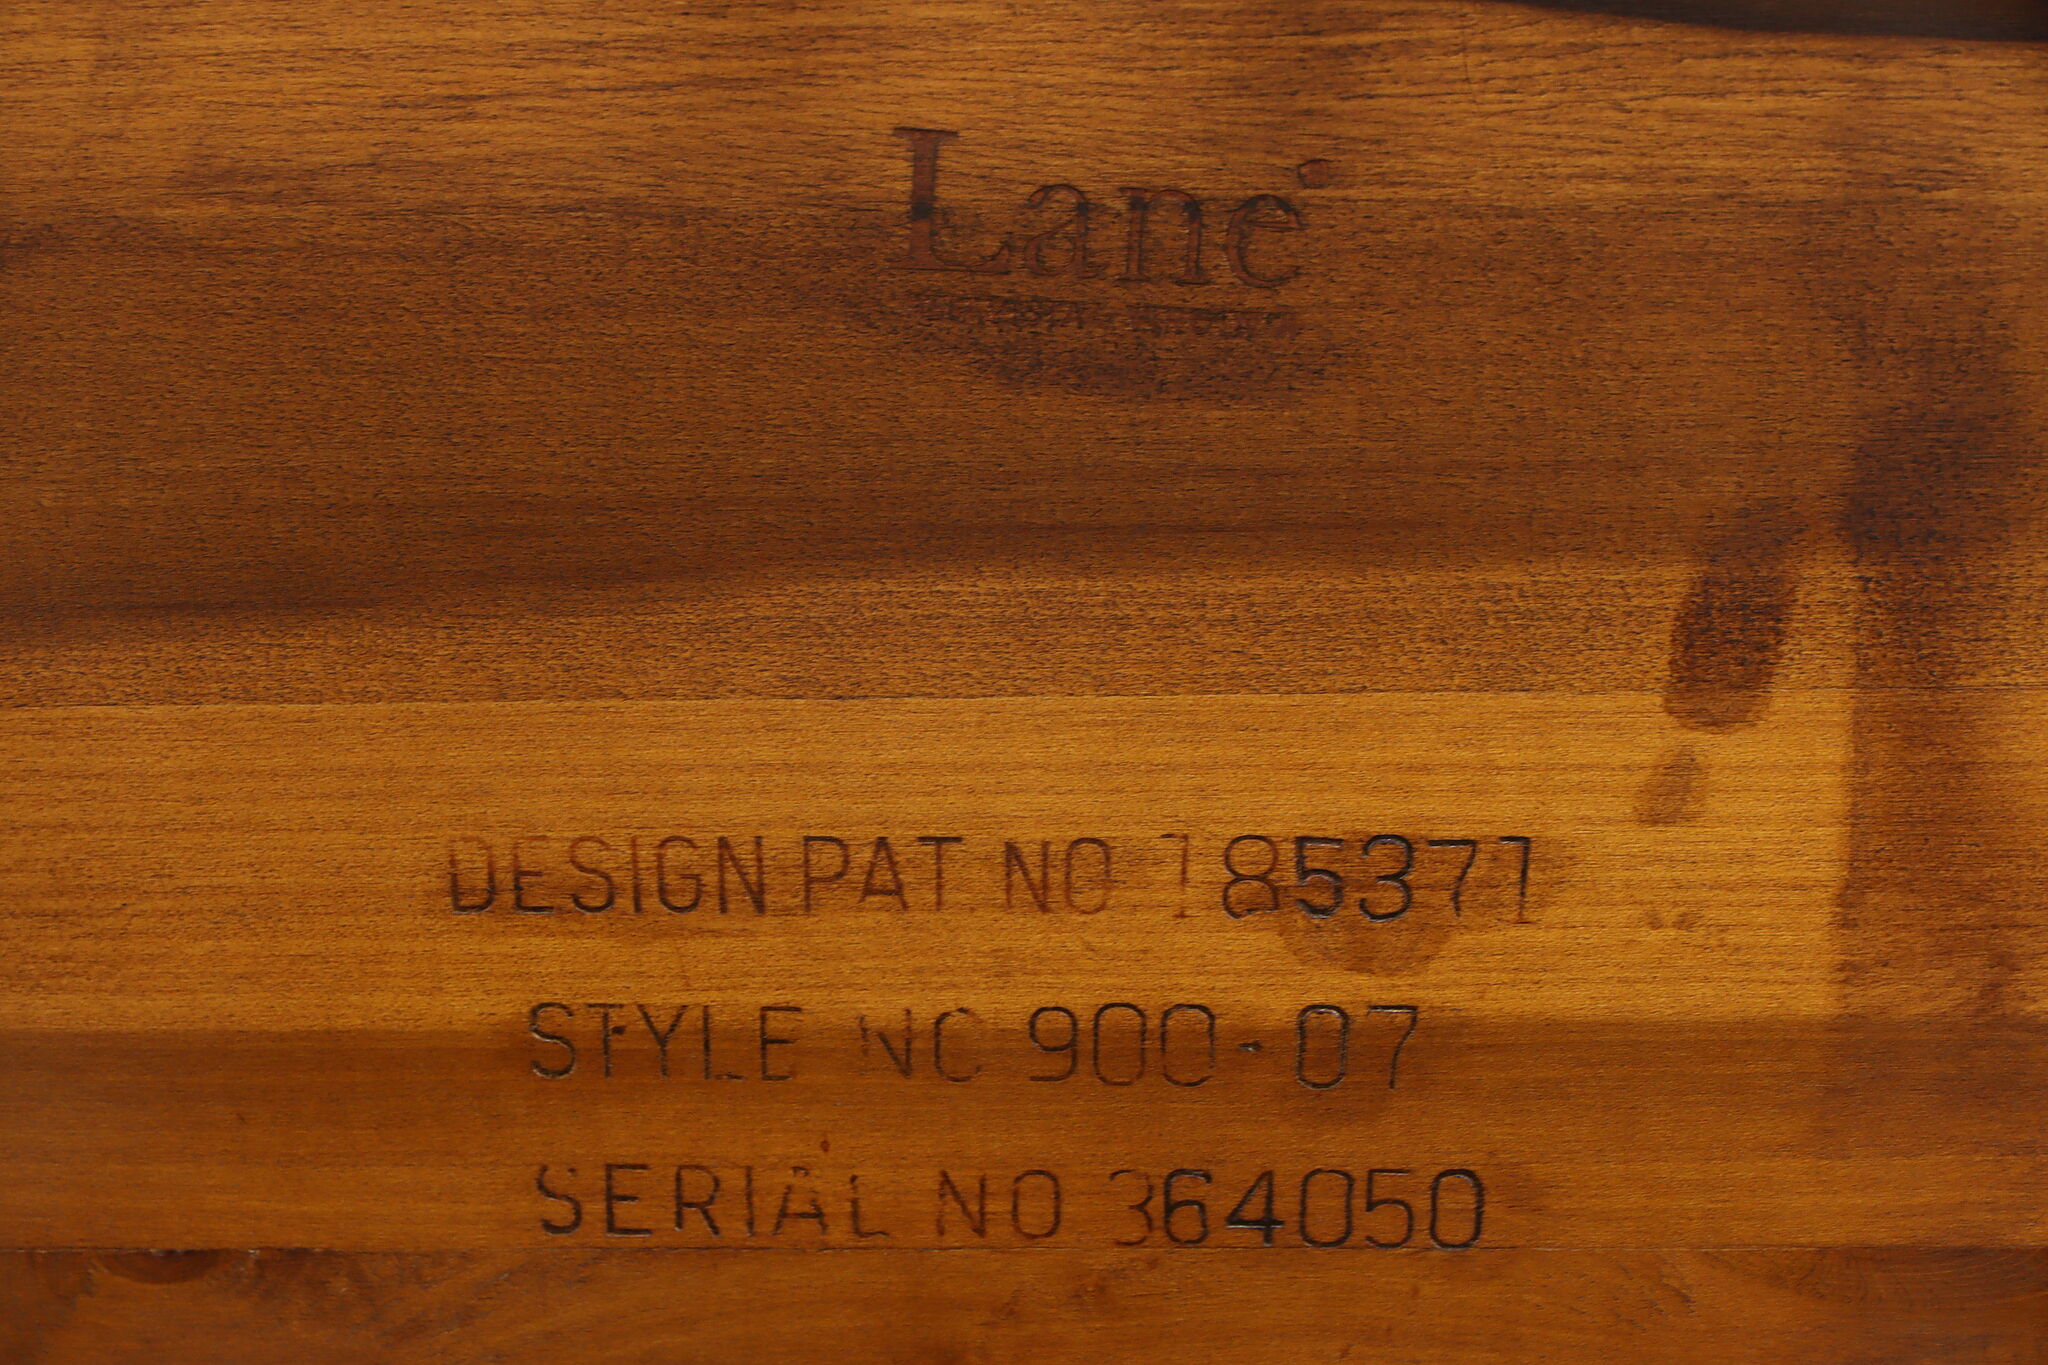 Lane
DESIGN PAT. NO 185371
STYLE NO 900-07
SERIAL NO 364050